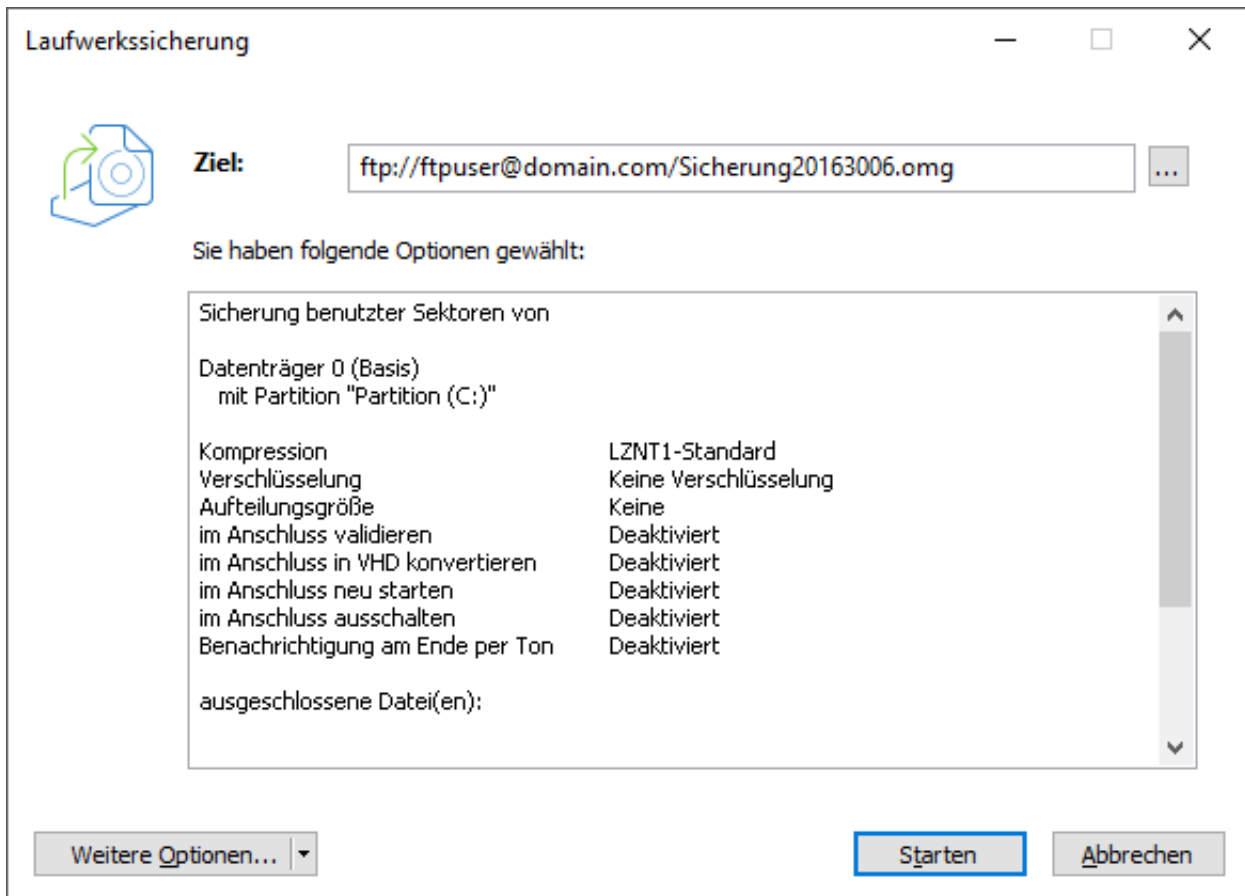 Laufwerkssicherung
Ziel: ftp://ftpuser@domain.com/Sicherung20163006.omg ...
Sie haben folgende Optionen gewählt:
Sicherung benutzter Sektoren von
Datenträger 0 (Basis)
mit Partition "Partition (C:)"
Kompression LZNT1-Standard
Verschlüsselung Keine Verschlüsselung
Aufteilungsgröße Keine
im Anschluss validieren Deaktiviert
im Anschluss in VHD konvertieren Deaktiviert
im Anschluss neu starten Deaktiviert
im Anschluss ausschalten Deaktiviert
Benachrichtigung am Ende per Ton Deaktiviert
ausgeschlossene Datei(en):
Weitere Optionen... Starten Abbrechen